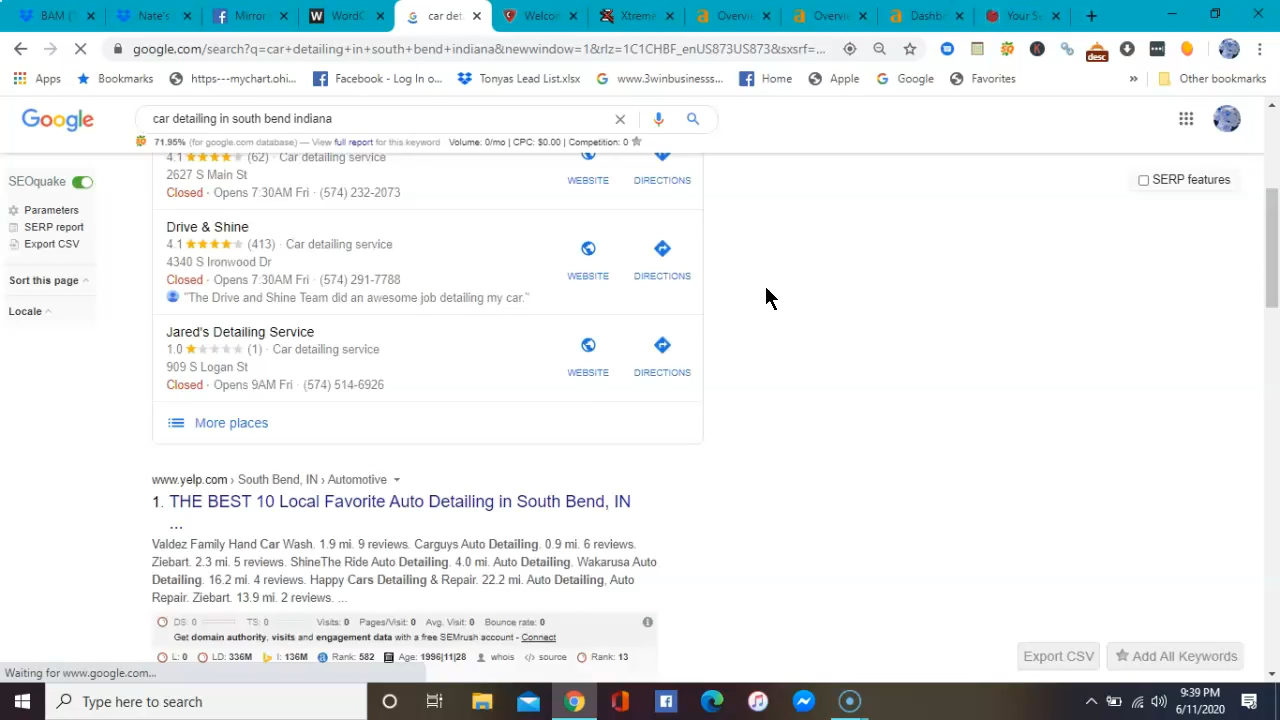 BAM [
Nate's
Mirror
WordC
car det
Welcon
Xtreme
Overvi
Overvi
Dashb
Your Se
google.com/search?q=car+detailing+in+south+bend+indiana&newwindow=1&rlz=1C1CHBF_enUS873US873&sxsrf=...
desc
Apps
Bookmarks
https---mychart.ohi...
Facebook - Log In o...
Tonyas Lead List.xlsx
www.3winbusinesss...
Home
Apple
Google
Favorites
»
Other bookmarks
Google
car detailing in south bend indiana
71.95% (for google.com database) — View full report for this keyword Volume: 0/mo | CPC: $0.00 | Competition: 0
SEOquake
Parameters
SERP report
Export CSV
Sort this page
Locale
SERP features
4.1 (62) · Car detailing service
2627 S Main St
Closed · Opens 7:30AM Fri · (574) 232-2073
WEBSITE
DIRECTIONS
Drive & Shine
4.1 (413) · Car detailing service
4340 S Ironwood Dr
Closed · Opens 7:30AM Fri · (574) 291-7788
"The Drive and Shine Team did an awesome job detailing my car."
WEBSITE
DIRECTIONS
Jared's Detailing Service
1.0 (1) · Car detailing service
909 S Logan St
Closed · Opens 9AM Fri · (574) 514-6926
WEBSITE
DIRECTIONS
More places
www.yelp.com › South Bend, IN › Automotive
1. THE BEST 10 Local Favorite Auto Detailing in South Bend, IN
...
Valdez Family Hand Car Wash. 1.9 mi. 9 reviews. Carguys Auto Detailing. 0.9 mi. 6 reviews.
Ziebart. 2.3 mi. 5 reviews. ShineThe Ride Auto Detailing. 4.0 mi. Auto Detailing. Wakarusa Auto
Detailing. 16.2 mi. 4 reviews. Happy Cars Detailing & Repair. 22.2 mi. Auto Detailing, Auto
Repair. Ziebart. 13.9 mi. 2 reviews. ...
DS: 0 TS: 0 Visits: 0 Pages/Visit: 0 Avg. Visit: 0 Bounce rate: 0
Get domain authority, visits and engagement data with a free SEMrush account - Connect
L: 0 LD: 336M I: 136M Rank: 582 Age: 1996|11|28 whois source Rank: 13
Export CSV
Add All Keywords
Waiting for www.google.com...
Type here to search
9:39 PM
6/11/2020